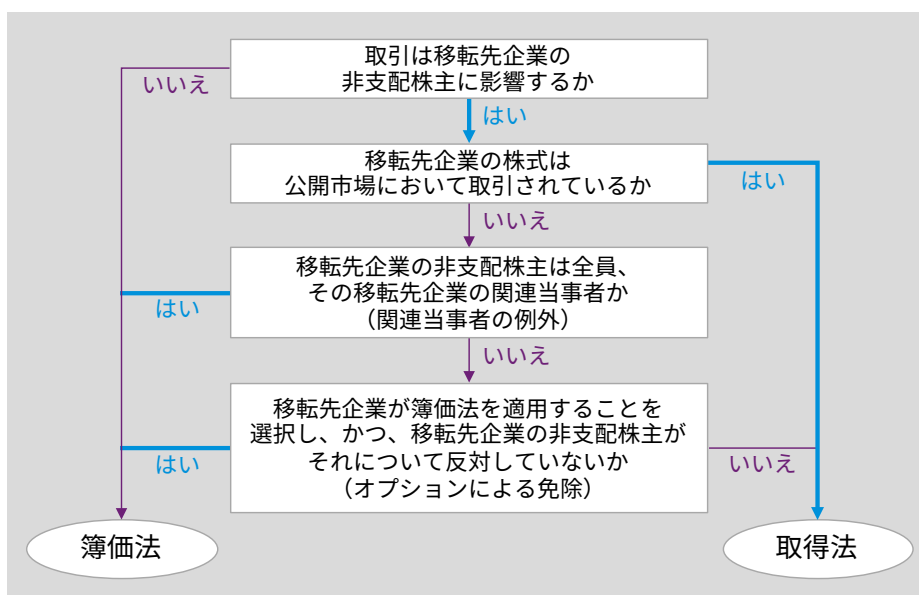 取引は移転先企業の
非支配株主に影響するか
いいえ
はい
移転先企業の株式は
公開市場において取引されているか
はい
いいえ
移転先企業の非支配株主は全員、
その移転先企業の関連当事者か
（関連当事者の例外）
はい
いいえ
移転先企業が簿価法を適用することを
選択し、かつ、移転先企業の非支配株主が
それについて反対していないか
（オプションによる免除）
はい
いいえ
簿価法
取得法